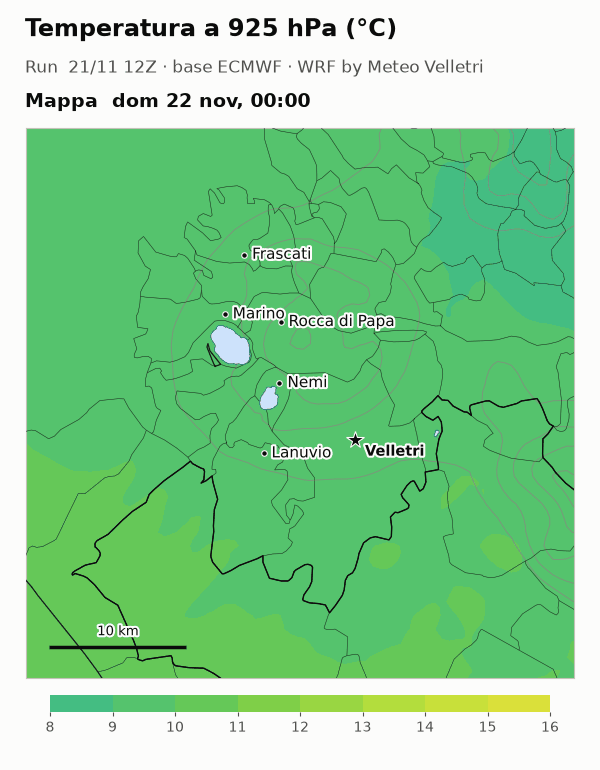 Temperatura a 925 hPa (°C)
Run  21/11 12Z · base ECMWF · WRF by Meteo Velletri
Mappa  dom 22 nov, 00:00
Frascati
Marino
Rocca di Papa
Nemi
Velletri
Lanuvio
10 km
8 9 10 11 12 13 14 15 16